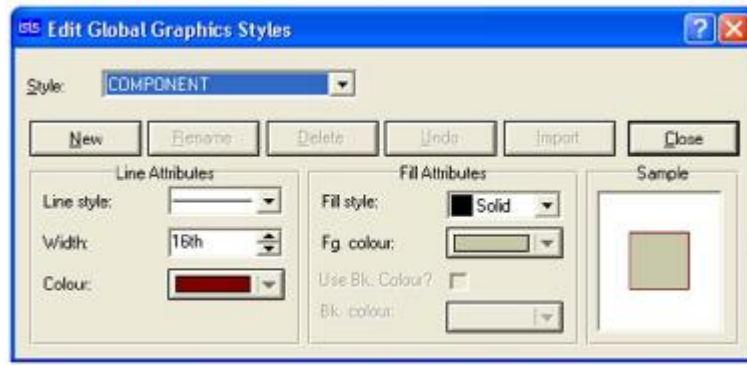 isis Edit Global Graphics Styles
Style: COMPONENT
New Rename Delete Undo Import Close
Line Attributes Fill Attributes Sample
Line style: Fill style: Solid
Width: 16th Fg. colour:
Colour: Use Bk. Colour?
Bk. colour: